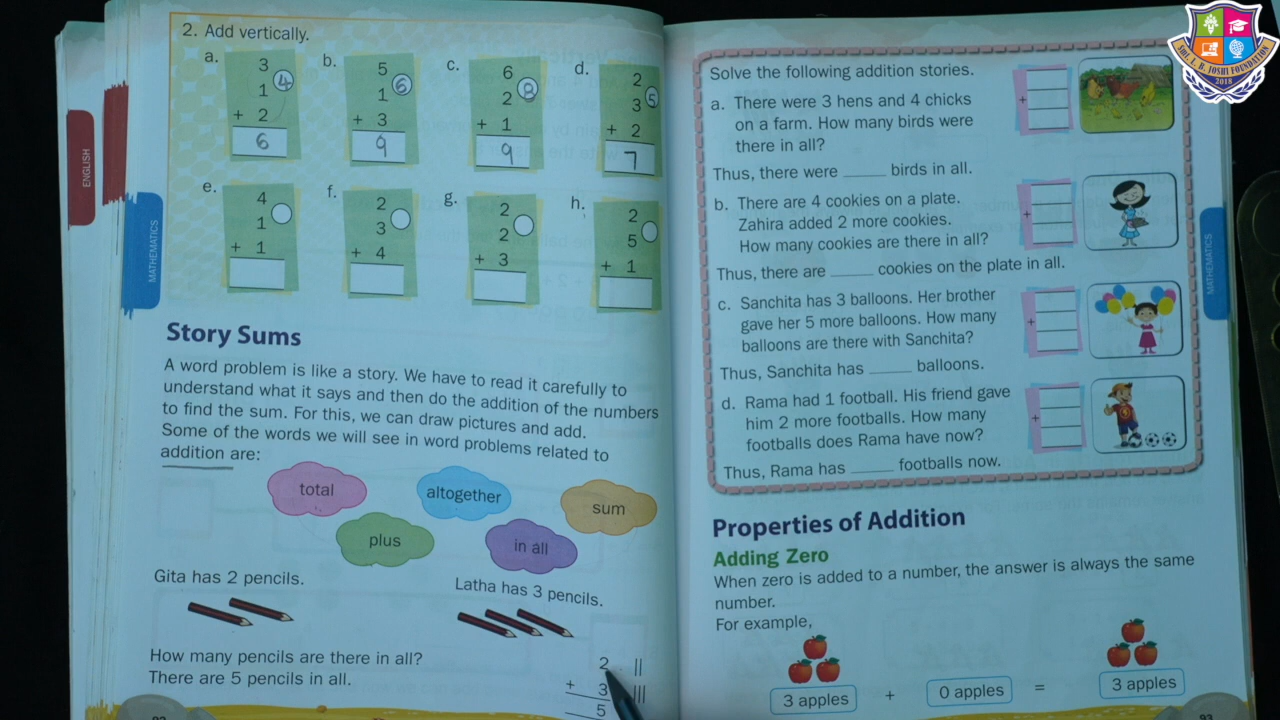 2. Add vertically.
a. 3 4
1
+ 2
6
b. 5 6
1
+ 3
9
c. 6 8
2
+ 1
9
d. 2
3 5
+ 2
7
e. 4
1
+ 1
f. 2
3
+ 4
g. 2
2
+ 3
h. 2
5
+ 1
Story Sums
A word problem is like a story. We have to read it carefully to
understand what it says and then do the addition of the numbers
to find the sum. For this, we can draw pictures and add.
Some of the words we will see in word problems related to
addition are:
total
altogether
sum
plus
in all
Gita has 2 pencils.
Latha has 3 pencils.
How many pencils are there in all?
There are 5 pencils in all.
2 ||
+ 3 |||
5
ENGLISH
MATHEMATICS
Solve the following addition stories.
a. There were 3 hens and 4 chicks
on a farm. How many birds were
there in all?
+
Thus, there were _____ birds in all.
b. There are 4 cookies on a plate.
Zahira added 2 more cookies.
How many cookies are there in all?
+
Thus, there are _____ cookies on the plate in all.
c. Sanchita has 3 balloons. Her brother
gave her 5 more balloons. How many
balloons are there with Sanchita?
+
Thus, Sanchita has _____ balloons.
d. Rama had 1 football. His friend gave
him 2 more footballs. How many
footballs does Rama have now?
+
Thus, Rama has _____ footballs now.
Properties of Addition
Adding Zero
When zero is added to a number, the answer is always the same
number.
For example,
3 apples + 0 apples = 3 apples
MATHEMATICS
SHRI. L. B. JOSHI FOUNDATION
2018